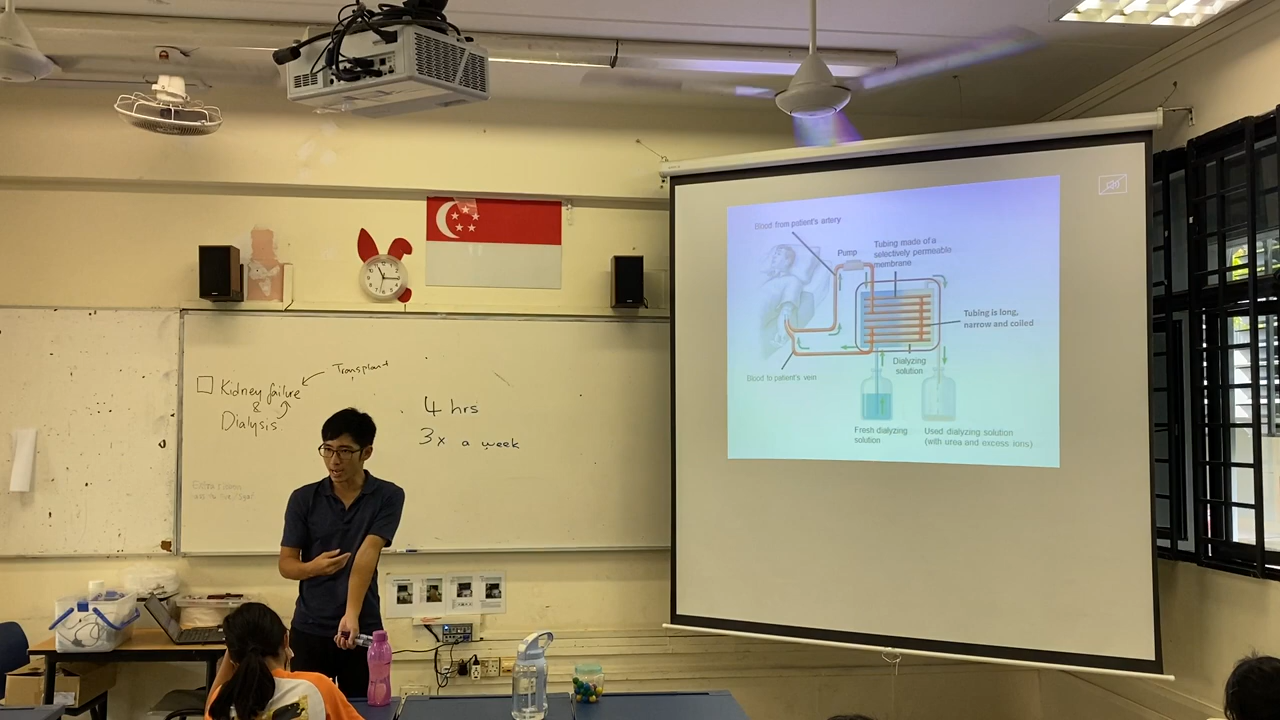 Kidney failure
&
Dialysis
Transplant
4 hrs
3x a week
Blood from patient's artery
Pump
Tubing made of a
selectively permeable
membrane
Tubing is long,
narrow and coiled
Dialyzing
solution
Blood to patient's vein
Fresh dialyzing
solution
Used dialyzing solution
(with urea and excess ions)